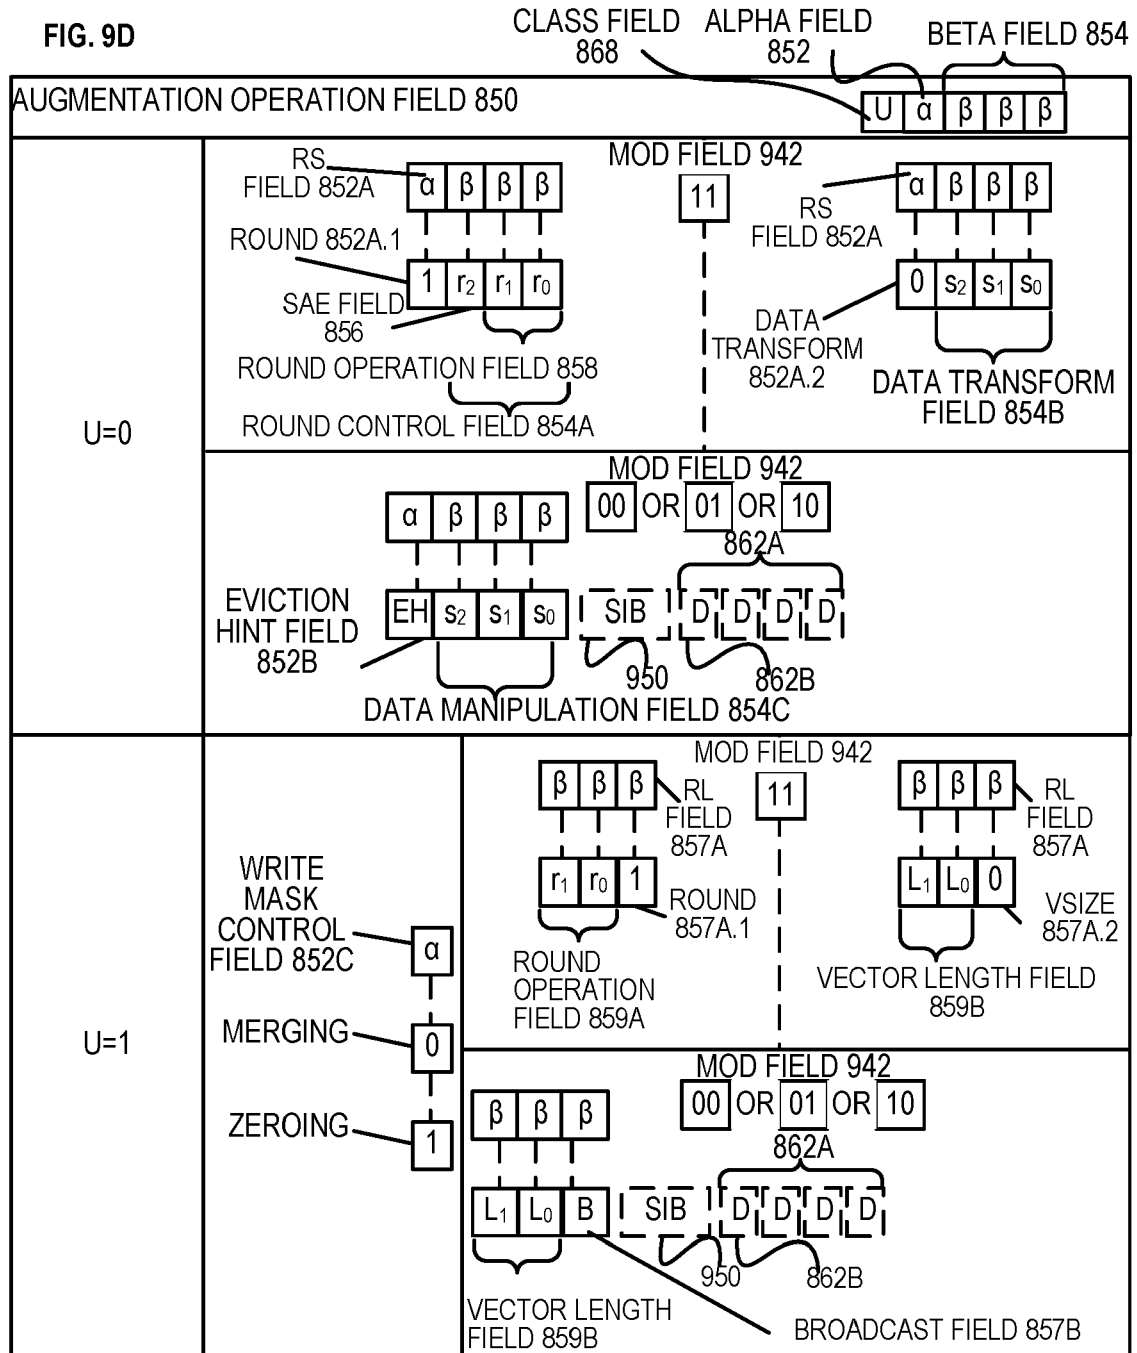 FIG. 9D
CLASS FIELD 868
ALPHA FIELD 852
BETA FIELD 854
AUGMENTATION OPERATION FIELD 850
U α β β β
U=0
RS
FIELD 852A
α β β β
MOD FIELD 942
11
α β β β
RS
FIELD 852A
ROUND 852A.1
1 r2 r1 r0
0 s2 s1 s0
SAE FIELD
856
DATA
TRANSFORM
852A.2
ROUND OPERATION FIELD 858
ROUND CONTROL FIELD 854A
DATA TRANSFORM
FIELD 854B
MOD FIELD 942
00 OR 01 OR 10
α β β β
862A
EVICTION
HINT FIELD
852B
EH s2 s1 s0 SIB D D D D
950 862B
DATA MANIPULATION FIELD 854C
U=1
WRITE
MASK
CONTROL
FIELD 852C
α
MERGING 0
ZEROING 1
MOD FIELD 942
11
β β β
RL
FIELD
857A
β β β
RL
FIELD
857A
r1 r0 1
ROUND
857A.1
L1 L0 0
VSIZE
857A.2
ROUND
OPERATION
FIELD 859A
VECTOR LENGTH FIELD
859B
MOD FIELD 942
00 OR 01 OR 10
β β β
862A
L1 L0 B SIB D D D D
950 862B
VECTOR LENGTH
FIELD 859B
BROADCAST FIELD 857B